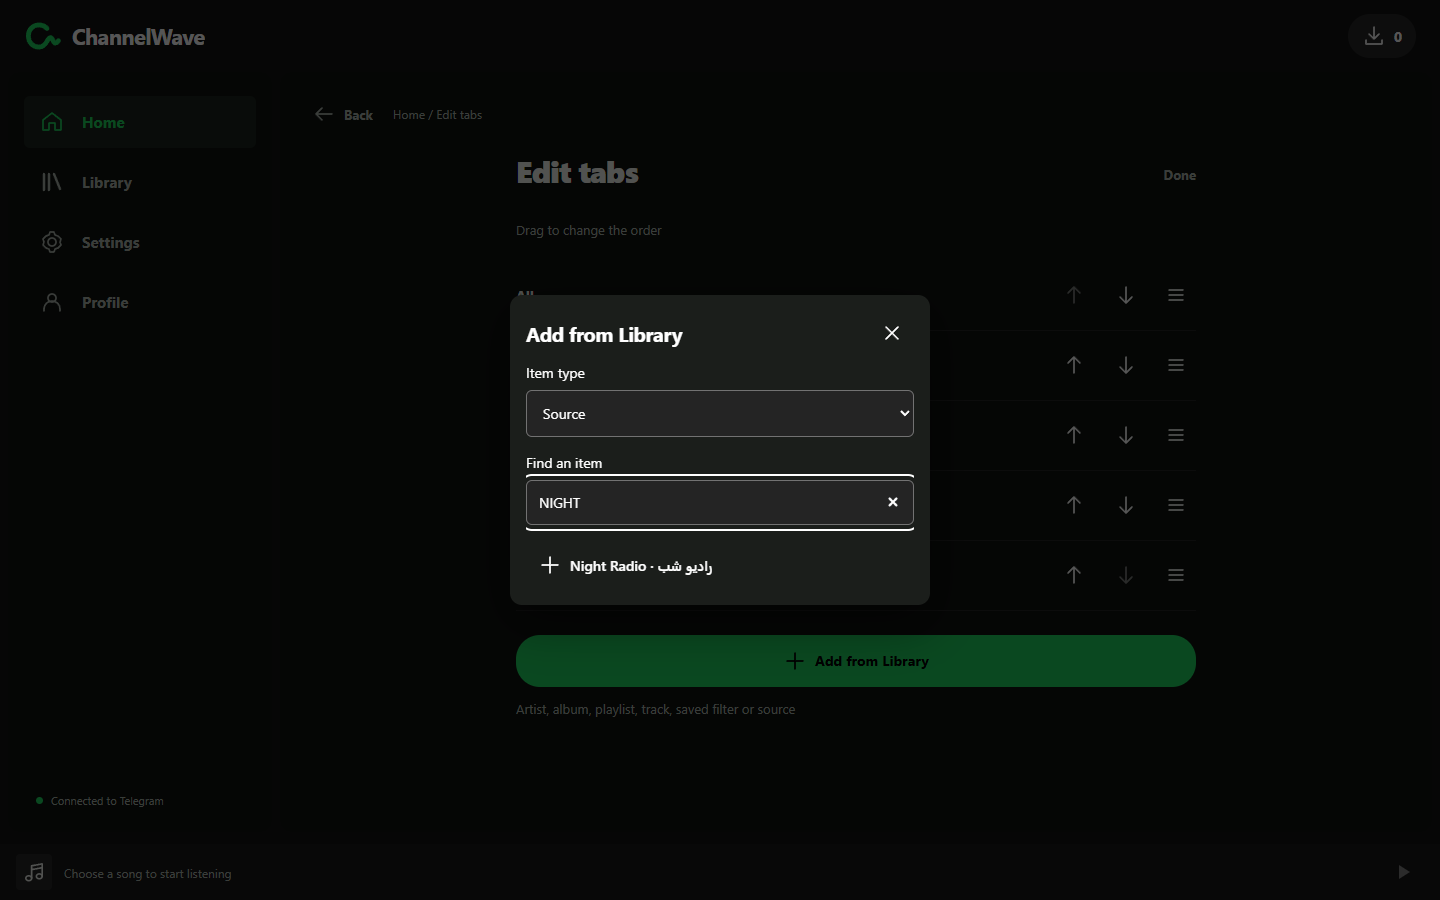 ChannelWave
0
Home
Library
Settings
Profile
Back
Home / Edit tabs
Edit tabs
Done
Drag to change the order
Add from Library
Item type
Source
Find an item
NIGHT
Night Radio · رادیو شب
Add from Library
Artist, album, playlist, track, saved filter or source
Connected to Telegram
Choose a song to start listening